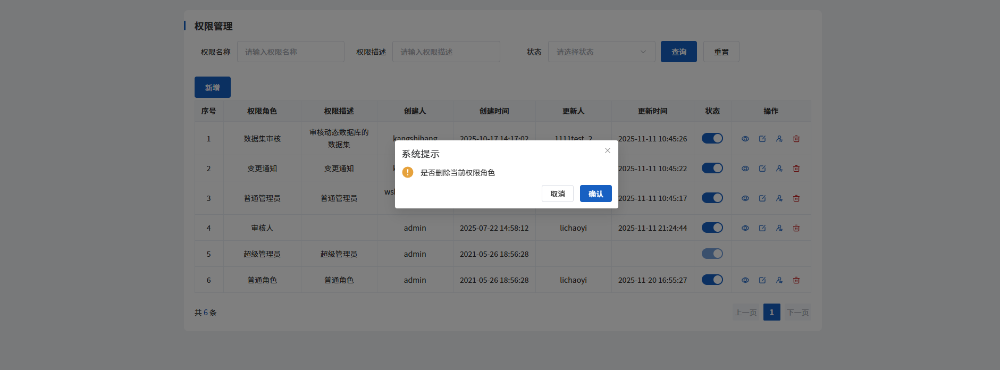 权限管理
权限名称 请输入权限名称 权限描述 请输入权限描述 状态 请选择状态 查询 重置
新增
序号 权限角色 权限描述 创建人 创建时间 更新人 更新时间 状态 操作
1 数据集审核 审核动态数据库的 kangshihang 2025-10-17 14:17:02 1111test_2 2025-11-11 10:45:26
数据集
系统提示
是否删除当前权限角色
取消 确认
2 变更通知 变更通知 2025-11-11 10:45:22
3 普通管理员 普通管理员 2025-11-11 10:45:17
4 审核人 admin 2025-07-22 14:58:12 lichaoyi 2025-11-11 21:24:44
5 超级管理员 超级管理员 admin 2021-05-26 18:56:28
6 普通角色 普通角色 admin 2021-05-26 18:56:28 lichaoyi 2025-11-20 16:55:27
共 6 条 上一页 1 下一页